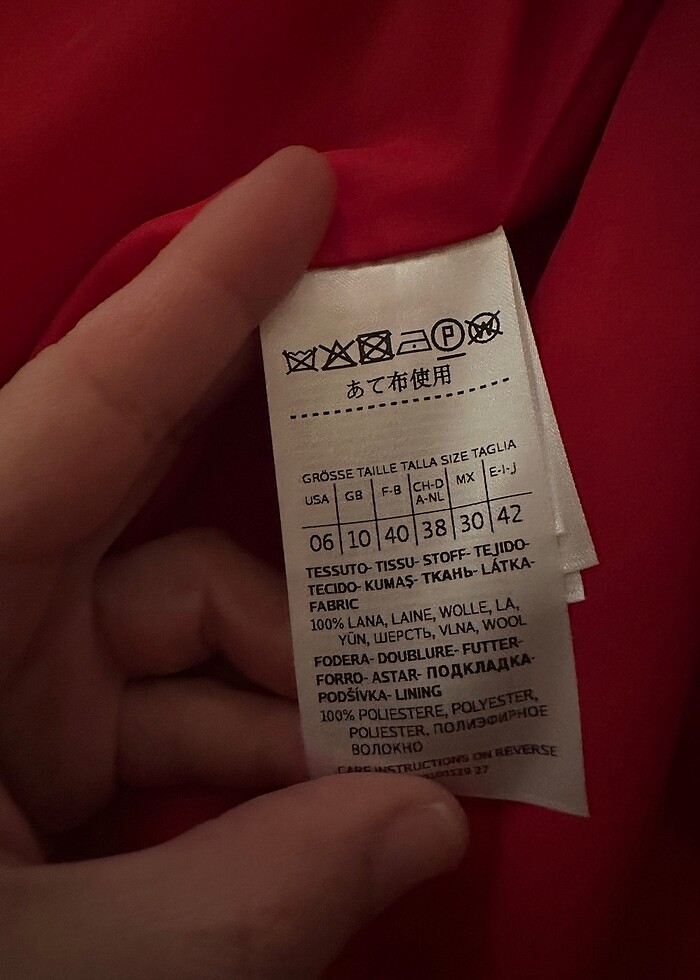 P W
あて布使用
GRÖSSE TAILLE TALLA SIZE TAGLIA
USA GB F-B CH-D A-NL MX E-I-J
06 10 40 38 30 42
TESSUTO- TISSU- STOFF- TEJIDO-
TECIDO- KUMAŞ- ТКАНЬ- LÁTKA-
FABRIC
100% LANA, LAINE, WOLLE, LA,
YÜN, ШЕРСТЬ, VLNA, WOOL
FODERA- DOUBLURE- FUTTER-
FORRO- ASTAR- ПОДКЛАДКА-
PODŠÍVKA- LINING
100% POLIESTERE, POLYESTER,
POLIESTER, ПОЛИЭФИРНОЕ
ВОЛОКНО
CARE INSTRUCTIONS ON REVERSE